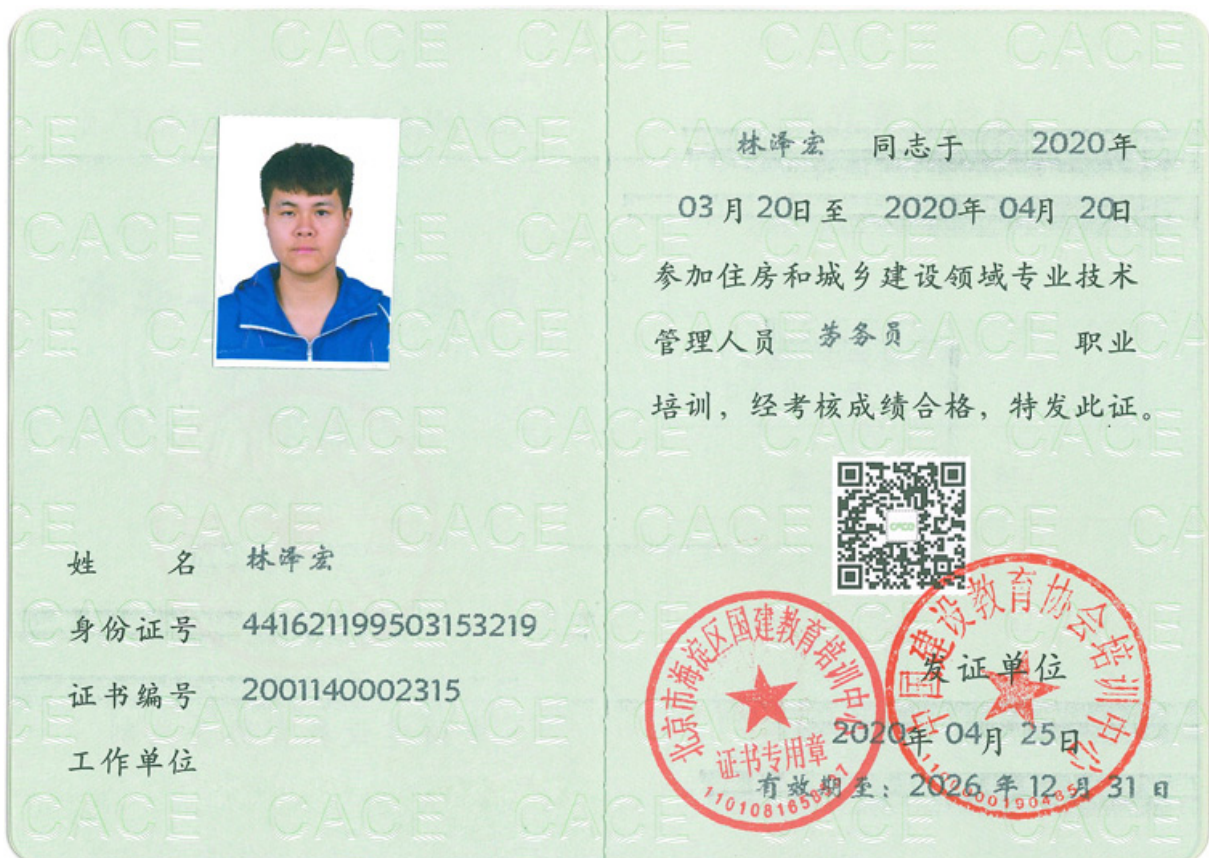 姓 名 林泽宏
身份证号 441621199503153219
证书编号 2001140002315
工作单位
林泽宏 同志于 2020年
03月20日至 2020年04月20日
参加住房和城乡建设领域专业技术
管理人员 劳务员 职业
培训，经考核成绩合格，特发此证。
北京市海淀区国建教育培训中心
证书专用章
中国建设教育协会培训中心
发证单位
2020年04月25日
有效期至：2026年12月31日
CACE